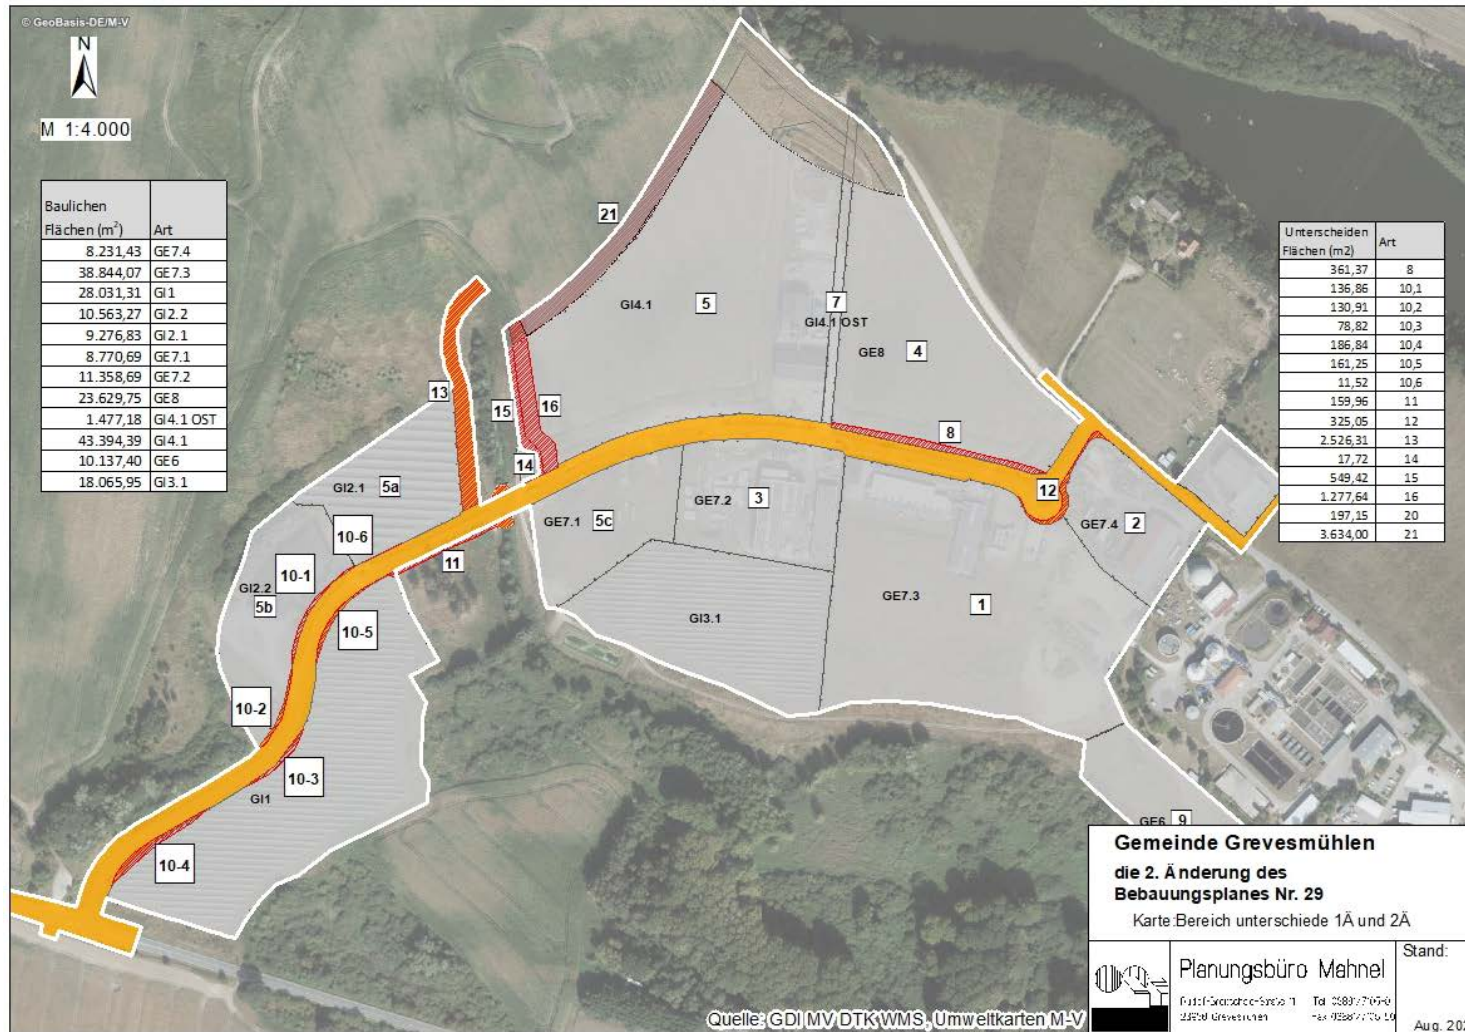 © GeoBasis-DE/M-V
N
M 1:4.000
Baulichen Flächen (m²) Art
8.231,43 GE7.4
38.844,07 GE7.3
28.031,31 GI1
10.563,27 GI2.2
9.276,83 GI2.1
8.770,69 GE7.1
11.358,69 GE7.2
23.629,75 GE8
1.477,18 GI4.1 OST
43.394,39 GI4.1
10.137,40 GE6
18.065,95 GI3.1
Unterscheiden Flächen (m2) Art
361,37 8
136,86 10,1
130,91 10,2
78,82 10,3
186,84 10,4
161,25 10,5
11,52 10,6
159,96 11
325,05 12
2.526,31 13
17,72 14
549,42 15
1.277,64 16
197,15 20
3.634,00 21
21
GI4.1 5
7
GI4.1 OST
GE8 4
13
15
16
8
14
12
GI2.1 5a
GE7.2 3
GE7.1 5c
GE7.4 2
10-6
11
10-1
GI2.2
5b
GE7.3 1
GI3.1
10-5
10-2
10-3
GI1
10-4
GE6 9
Gemeinde Grevesmühlen
die 2. Änderung des
Bebauungsplanes Nr. 29
Karte:Bereich unterschiede 1Ä und 2Ä
Planungsbüro Mahnel
Stand:
Quelle: GDI MV DTK WMS, Umweltkarten M-V